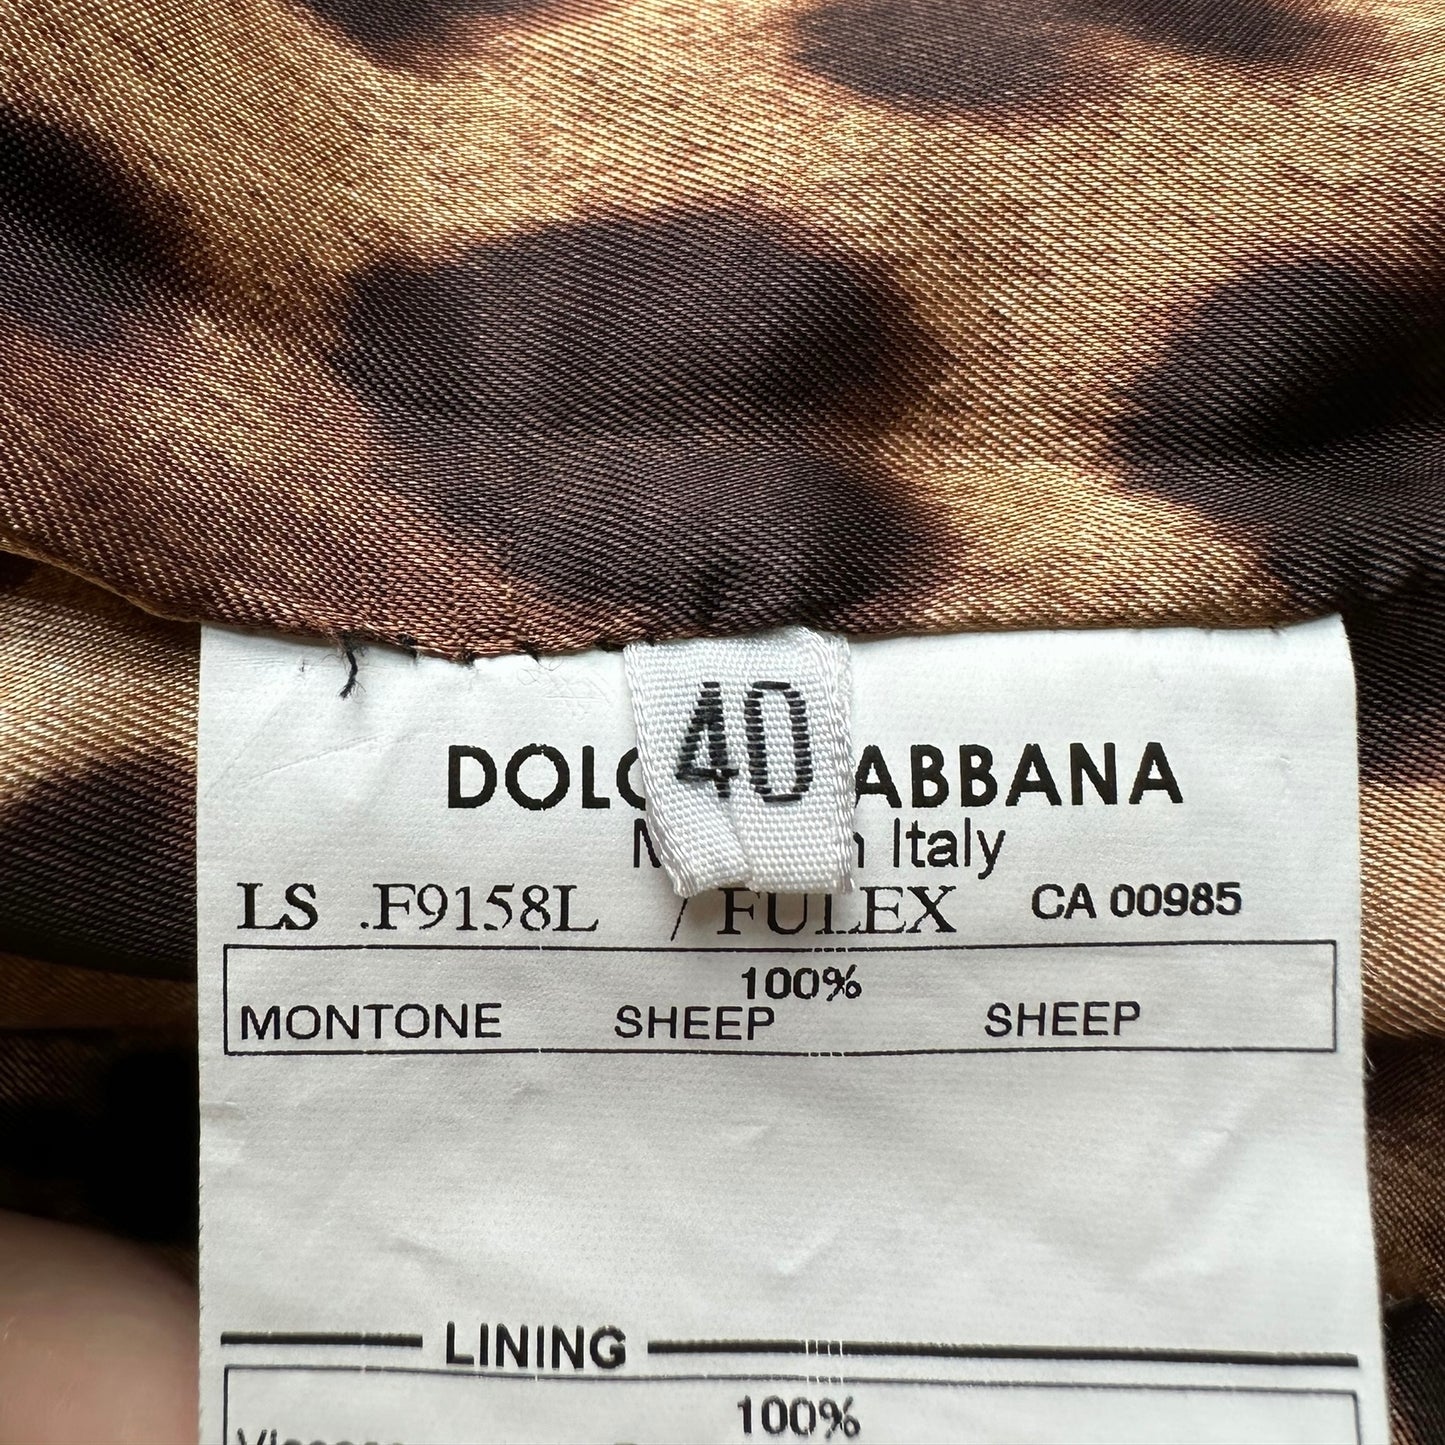 40
DOLC ABBANA
n Italy
LS .F9158L / FULEX CA 00985
100%
MONTONE SHEEP SHEEP
LINING
100%